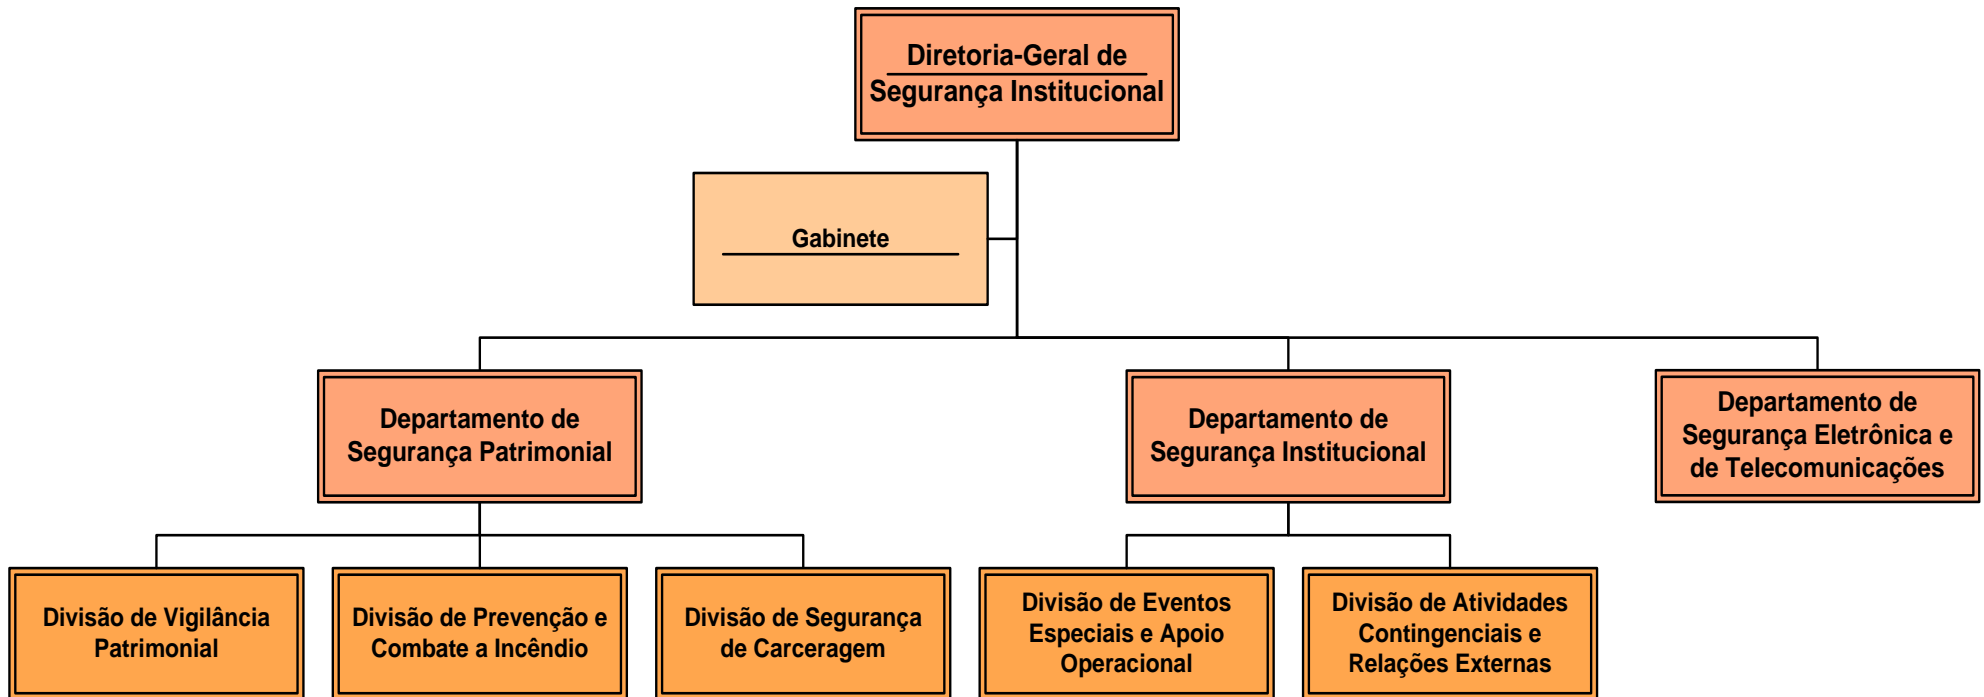 Diretoria-Geral de
Segurança Institucional
Gabinete
Departamento de
Segurança Patrimonial
Departamento de
Segurança Institucional
Departamento de
Segurança Eletrônica e
de Telecomunicações
Divisão de Vigilância
Patrimonial
Divisão de Prevenção e
Combate a Incêndio
Divisão de Segurança
de Carceragem
Divisão de Eventos
Especiais e Apoio
Operacional
Divisão de Atividades
Contingenciais e
Relações Externas